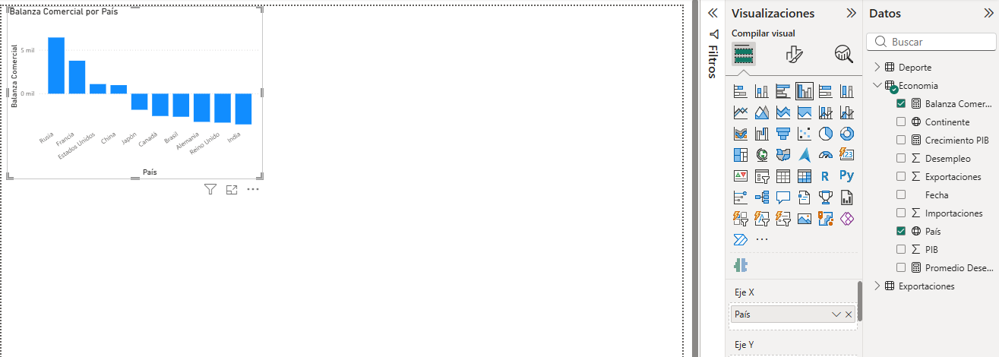 Balanza Comercial por País
Balanza Comercial
5 mil
0 mil
Rusia
Francia
Estados Unidos
China
Japón
Canadá
Brasil
Alemania
Reino Unido
India
País
Filtros
Visualizaciones
Compilar visual
123
R
Py
...
Eje X
País
Eje Y
Datos
Buscar
Deporte
Economia
Balanza Comer...
Continente
Crecimiento PIB
Desempleo
Exportaciones
Fecha
Importaciones
País
PIB
Promedio Dese...
Exportaciones